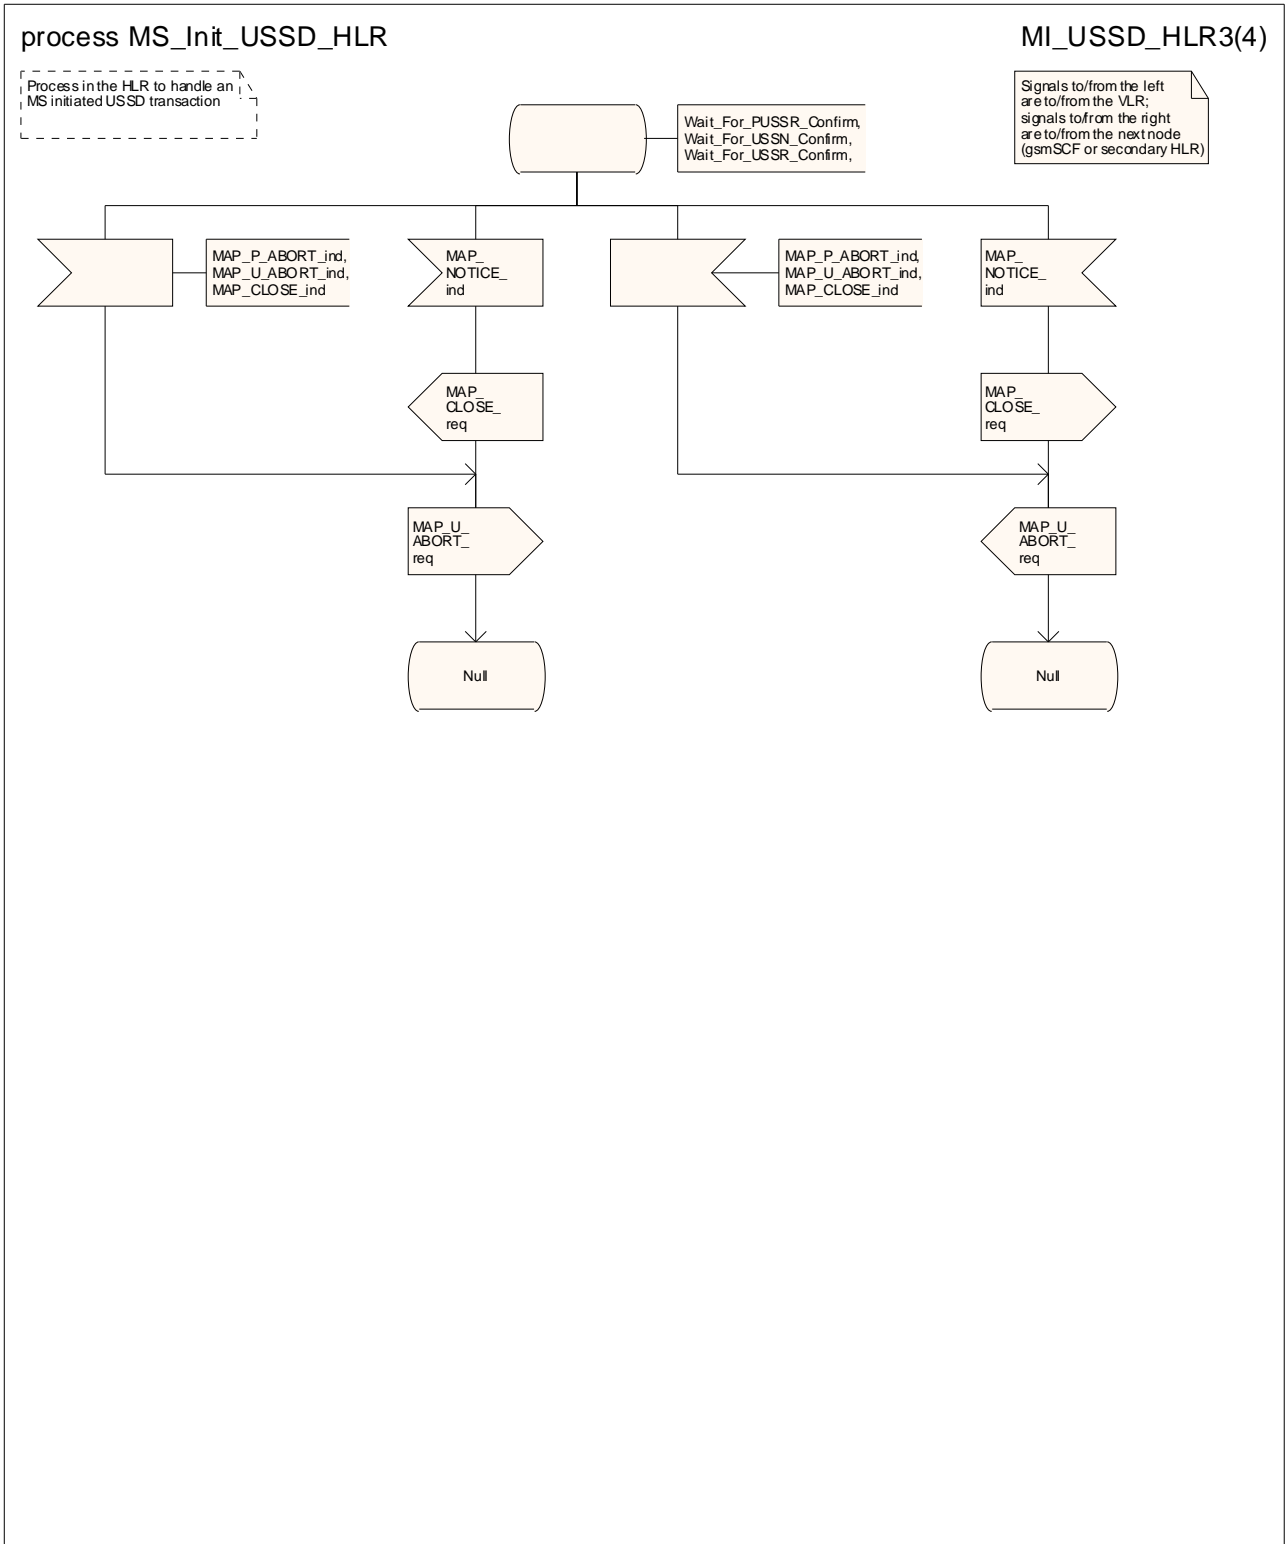 process MS_Init_USSD_HLR
MI_USSD_HLR3(4)
Process in the HLR to handle an
MS initiated USSD transaction
Signals to/from the left
are to/from the VLR;
signals to/from the right
are to/from the next node
(gsmSCF or secondary HLR)
Wait_For_PUSSR_Confirm,
Wait_For_USSN_Confirm,
Wait_For_USSR_Confirm,
MAP_P_ABORT_ind,
MAP_U_ABORT_ind,
MAP_CLOSE_ind
MAP_
NOTICE_
ind
MAP_P_ABORT_ind,
MAP_U_ABORT_ind,
MAP_CLOSE_ind
MAP_
NOTICE_
ind
MAP_
CLOSE_
req
MAP_
CLOSE_
req
MAP_U_
ABORT_
req
MAP_U_
ABORT_
req
Null
Null